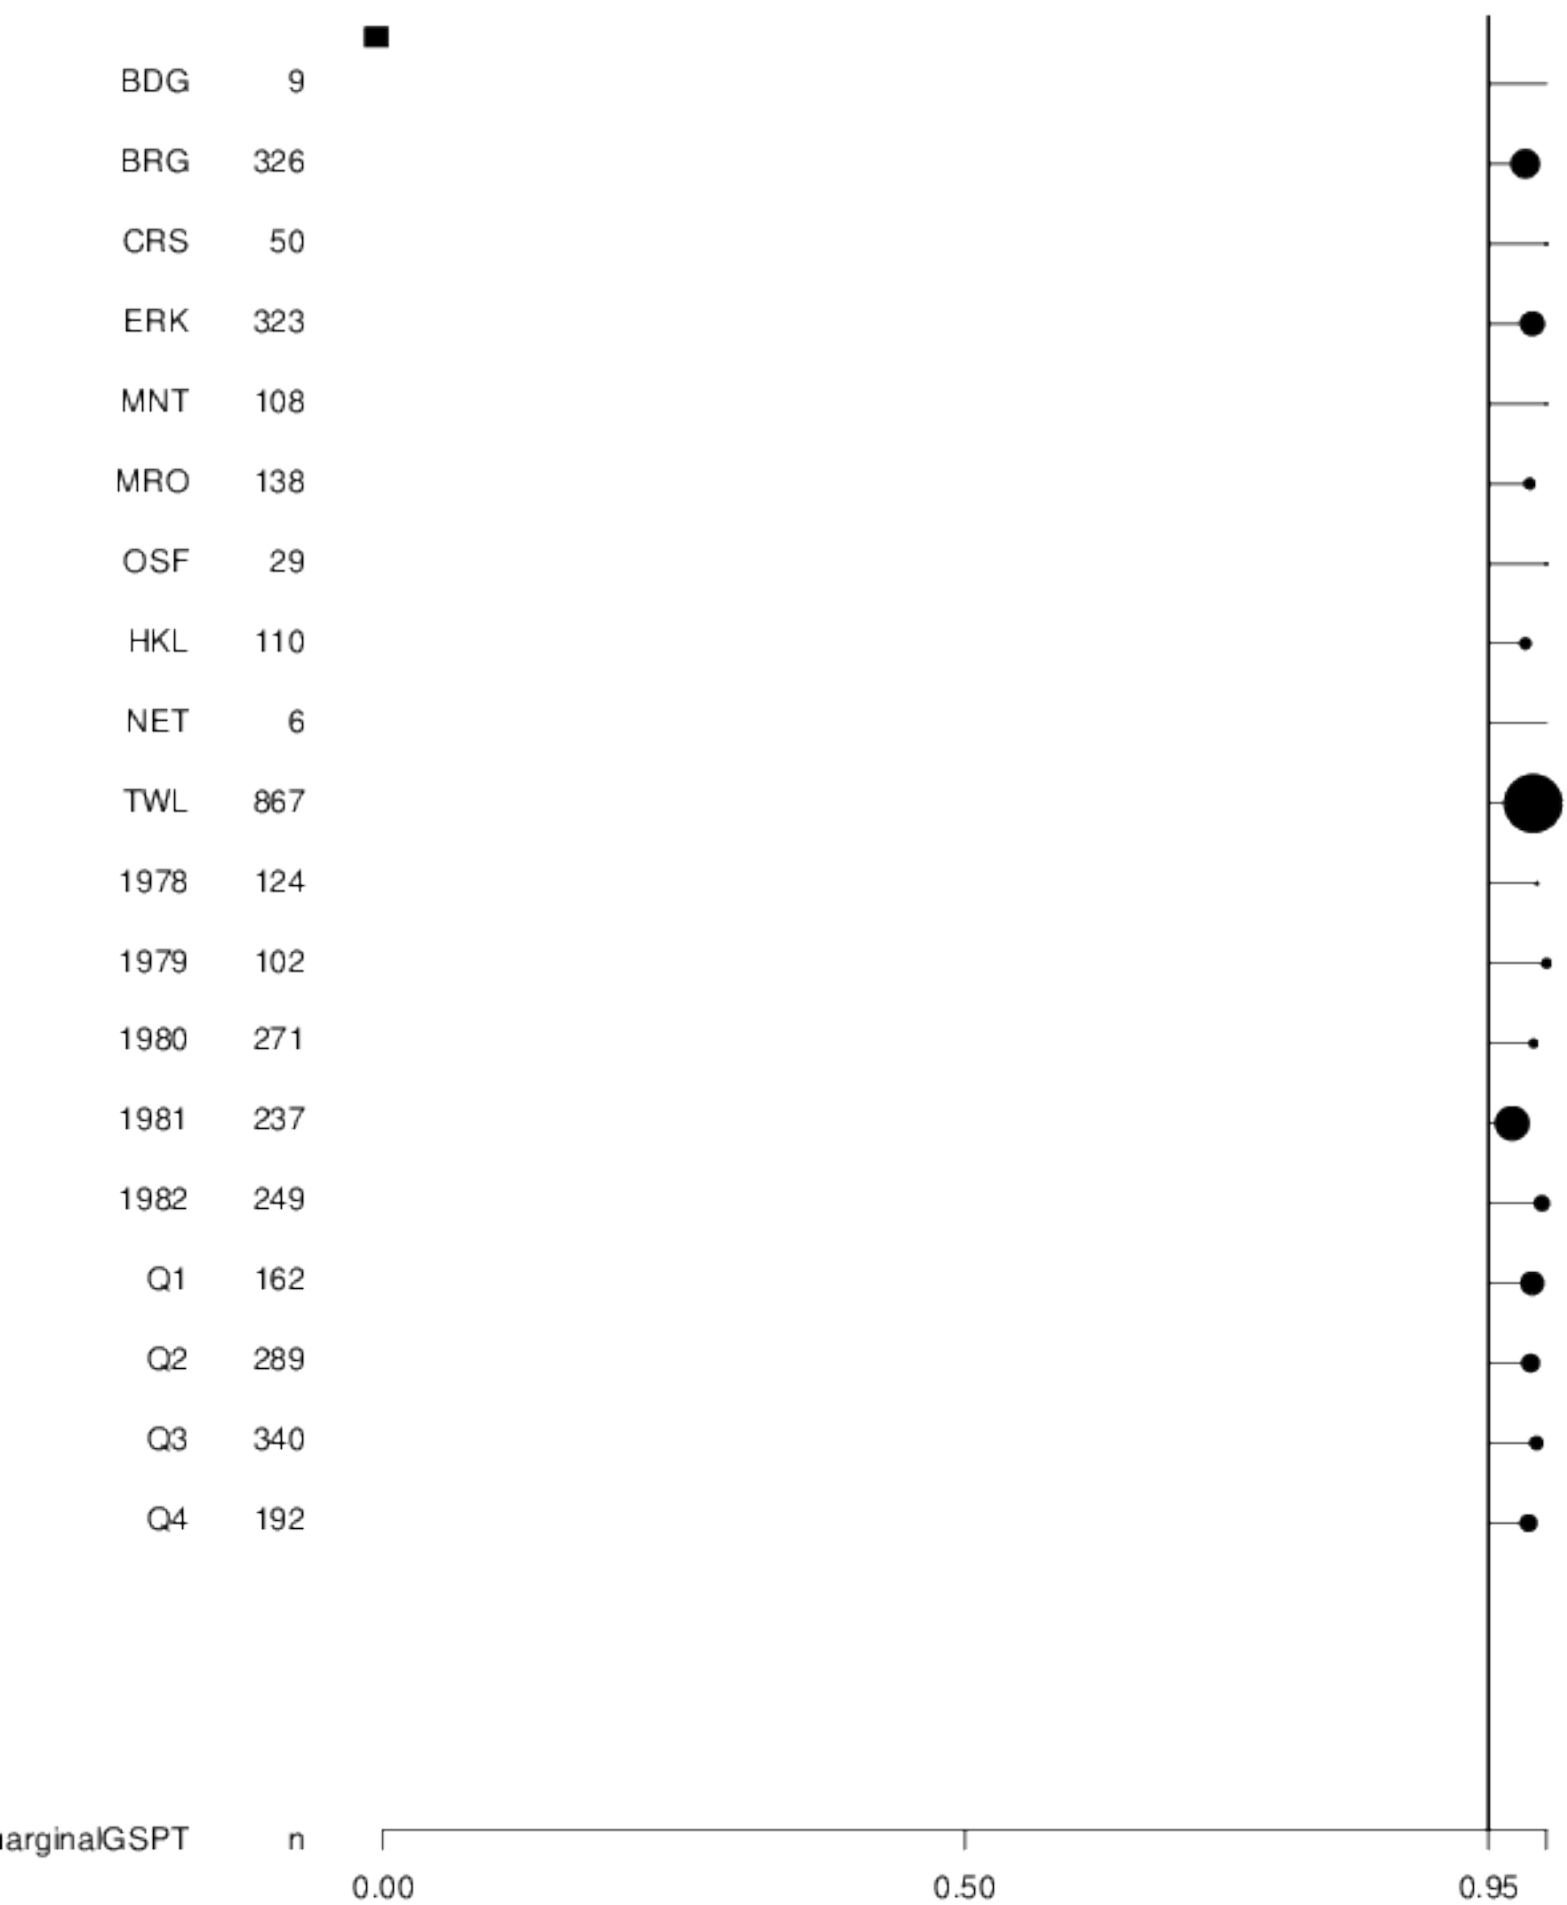 BDG 9
BRG 326
CRS 50
ERK 323
MNT 108
MRO 138
OSF 29
HKL 110
NET 6
TWL 867
1978 124
1979 102
1980 271
1981 237
1982 249
Q1 162
Q2 289
Q3 340
Q4 192
arginalGSPT n
0.00 0.50 0.95